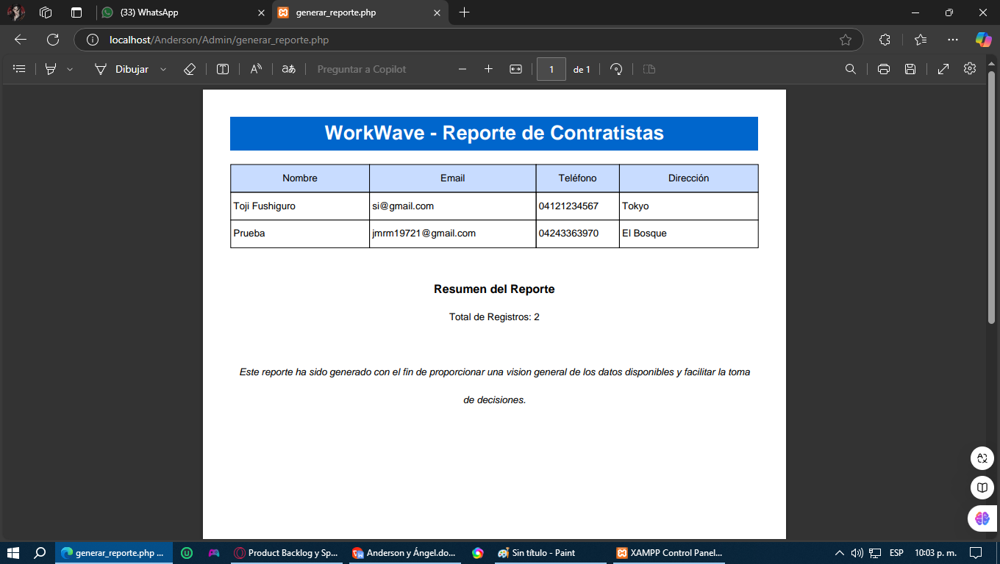 (33) WhatsApp
generar_reporte.php
localhost/Anderson/Admin/generar_reporte.php
Dibujar aあ Preguntar a Copilot 1 de 1
WorkWave - Reporte de Contratistas
Nombre Email Teléfono Dirección
Toji Fushiguro si@gmail.com 04121234567 Tokyo
Prueba jmrm19721@gmail.com 04243363970 El Bosque
Resumen del Reporte
Total de Registros: 2
Este reporte ha sido generado con el fin de proporcionar una vision general de los datos disponibles y facilitar la toma
de decisiones.
generar_reporte.php ... Product Backlog y Sp... Anderson y Ángel.do... Sin título - Paint XAMPP Control Panel... ESP 10:03 p. m.